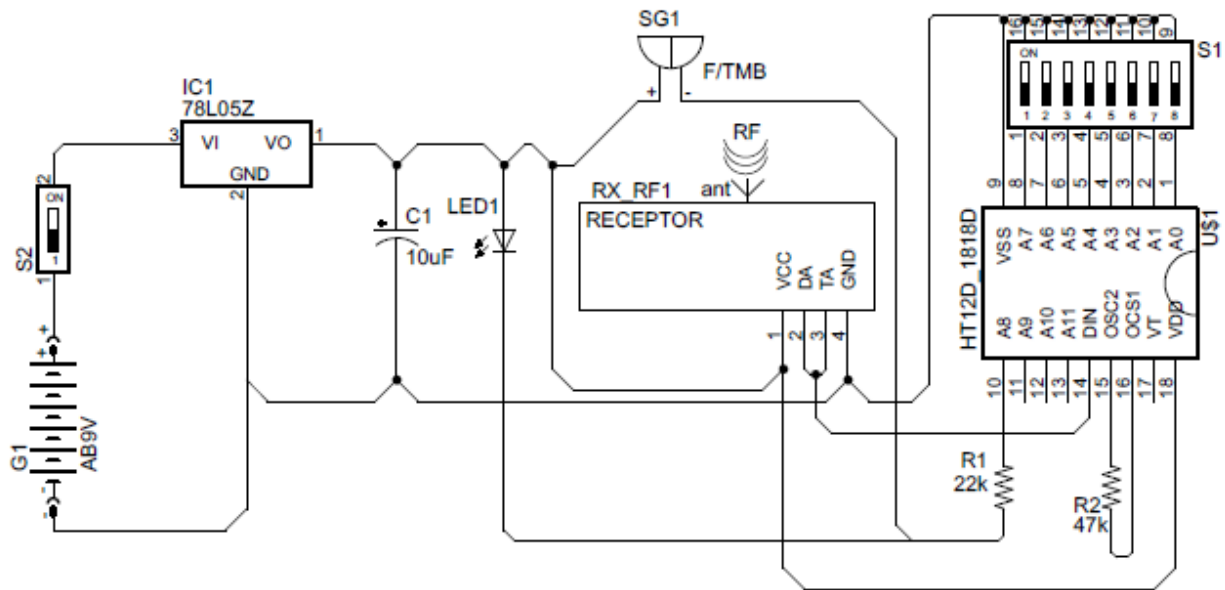 SG1
F/TMB
+ -
16 15 14 13 12 11 10 9
S1
ON
1 2 3 4 5 6 7 8
1 2 3 4 5 6 7 8
IC1
78L05Z
3 VI VO 1
GND
2
RF
ant
RX_RF1
RECEPTOR
VCC DA TA GND
1 2 3 4
2
ON
1
S2
1
C1
10uF
+
LED1
9 8 7 6 5 4 3 2 1
VSS A7 A6 A5 A4 A3 A2 A1 A0
U$1
HT12D_1818D
A8 A9 A10 A11 DIN OSC2 OCS1 VT VDD
10 11 12 13 14 15 16 17 18
+
+
G1
AB9V
-
-
R1
22k
R2
47k